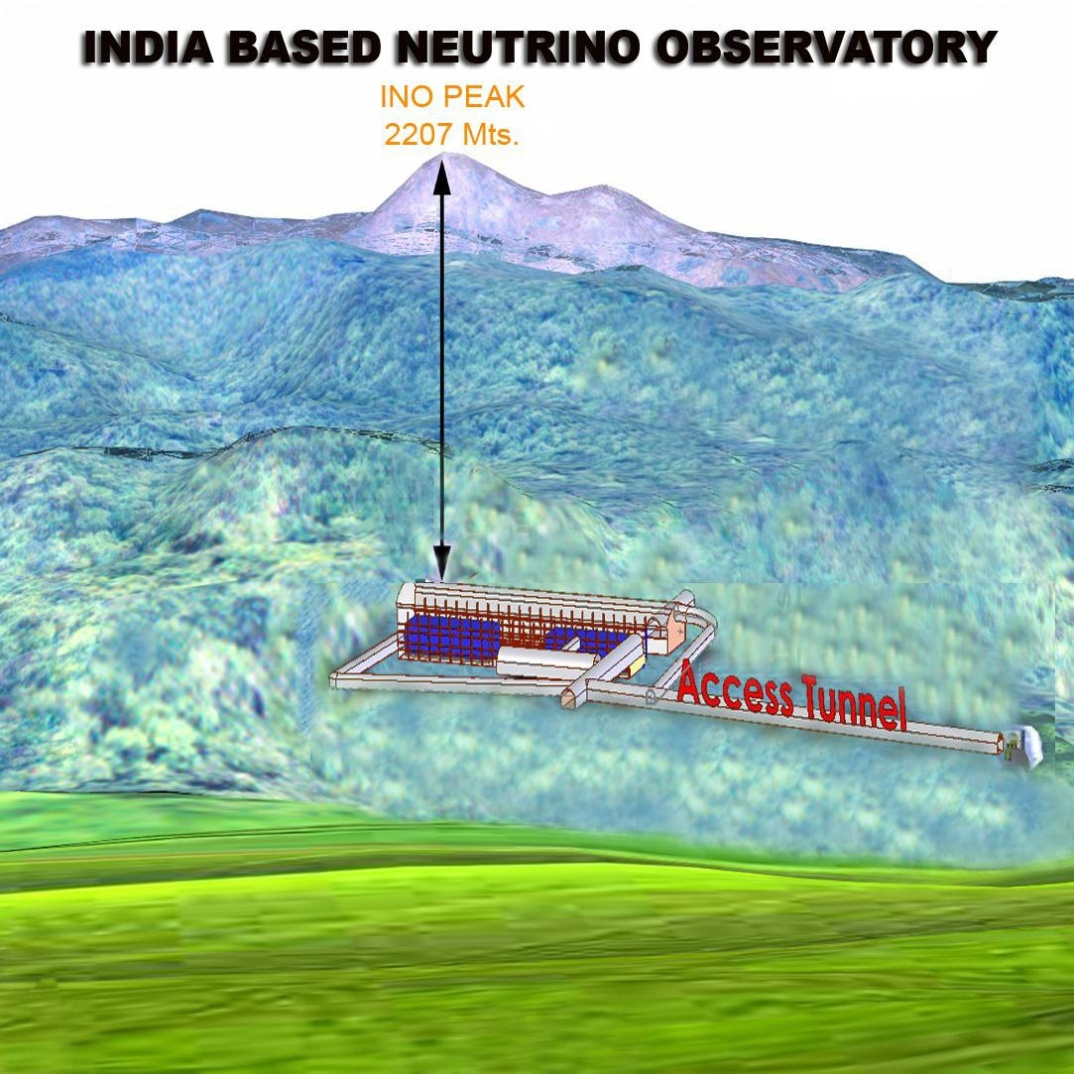 INDIA BASED NEUTRINO OBSERVATORY
INO PEAK
2207 Mts.
Access Tunnel